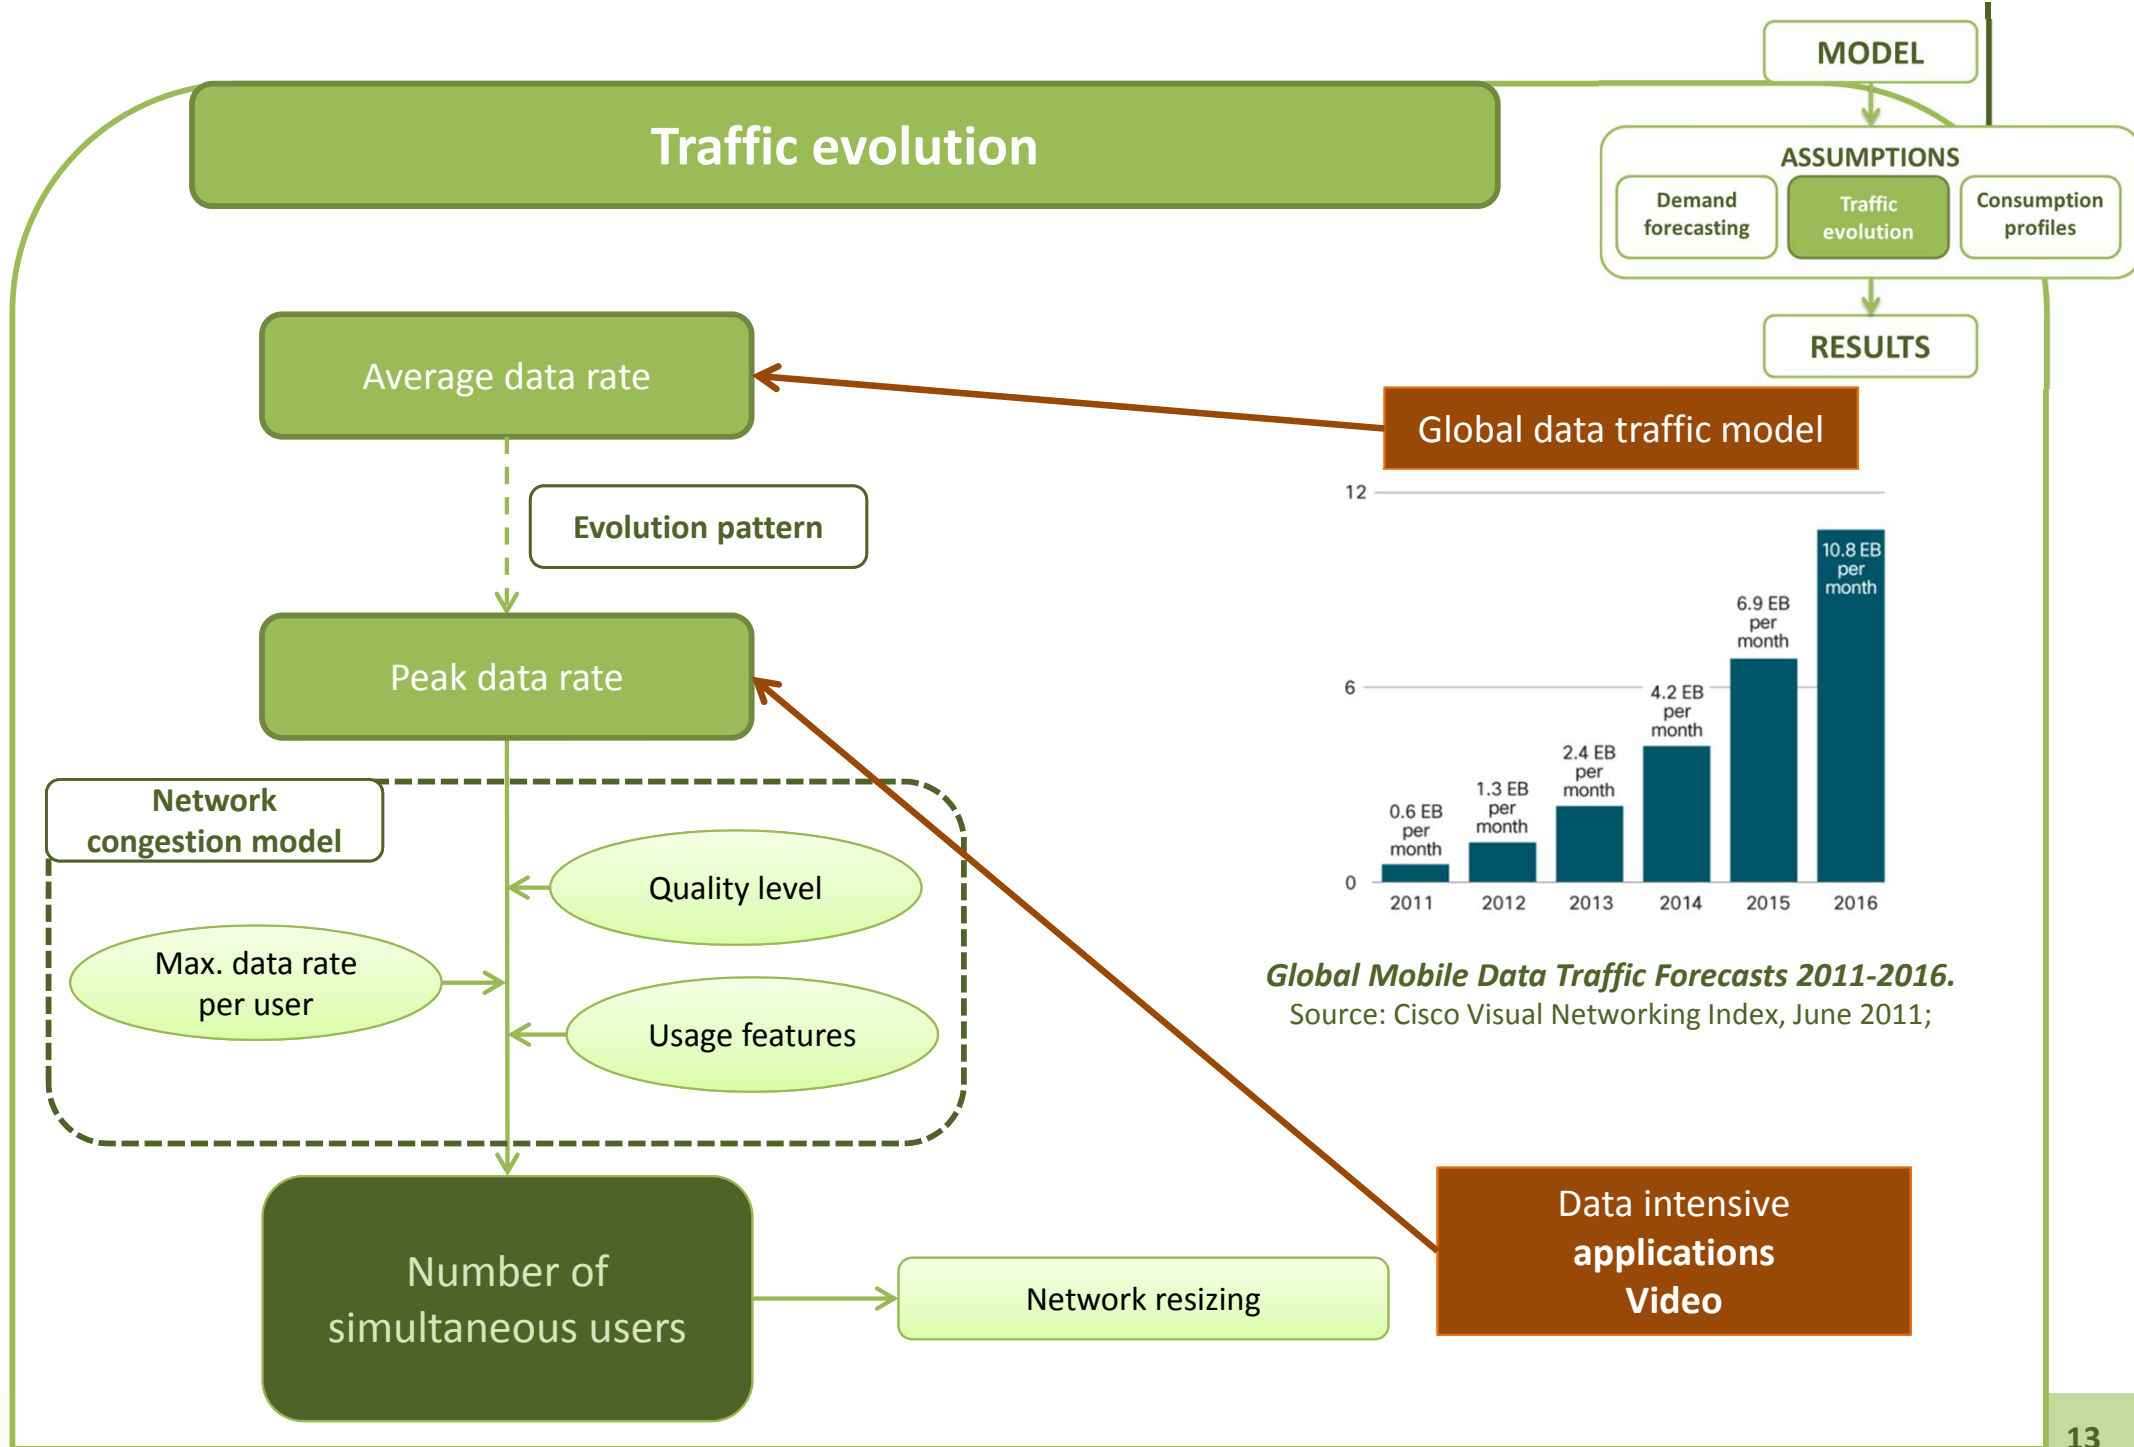 MODEL
Traffic evolution
ASSUMPTIONS
Demand
forecasting
Traffic
evolution
Consumption
profiles
RESULTS
Average data rate
Global data traffic model
Evolution pattern
Peak data rate
Network
congestion model
Quality level
Max. data rate
per user
Usage features
Number of
simultaneous users
Network resizing
12
6
0
0.6 EB
per
month
1.3 EB
per
month
2.4 EB
per
month
4.2 EB
per
month
6.9 EB
per
month
10.8 EB
per
month
2011
2012
2013
2014
2015
2016
Global Mobile Data Traffic Forecasts 2011-2016.
Source: Cisco Visual Networking Index, June 2011;
Data intensive
applications
Video
13